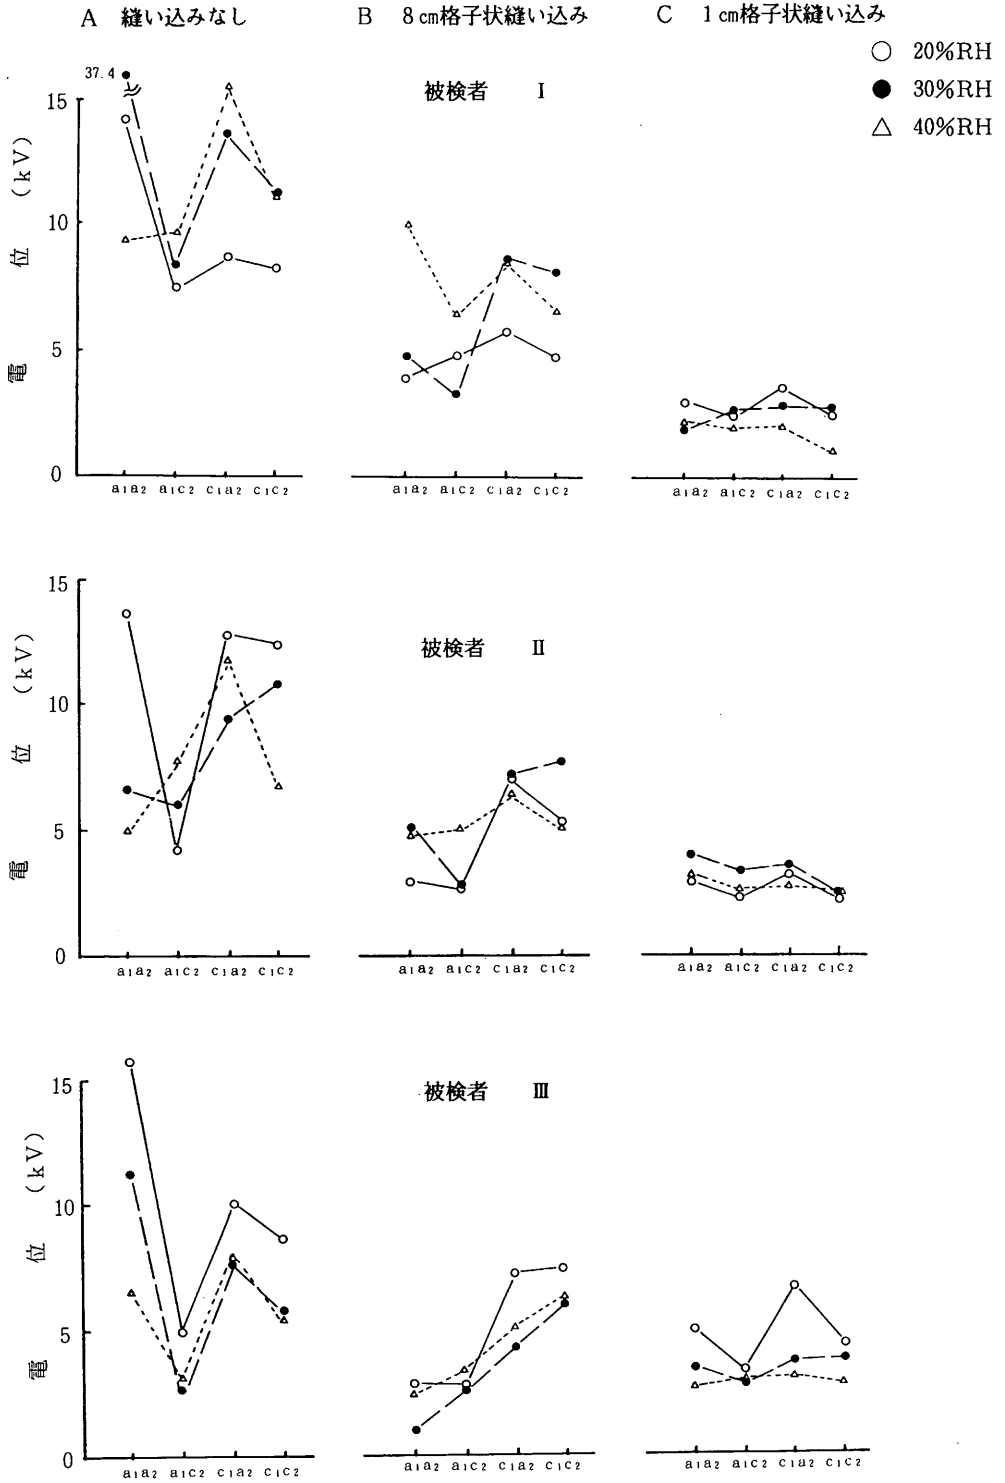 A 縫い込みなし B 8cm格子状縫い込み C 1cm格子状縫い込み
○ 20%RH
● 30%RH
△ 40%RH
被検者 Ⅰ
37.4
15
10
5
0
電位 (kV)
a₁a₂ a₁c₂ c₁a₂ c₁c₂
a₁a₂ a₁c₂ c₁a₂ c₁c₂
a₁a₂ a₁c₂ c₁a₂ c₁c₂
被検者 Ⅱ
15
10
5
0
電位 (kV)
a₁a₂ a₁c₂ c₁a₂ c₁c₂
a₁a₂ a₁c₂ c₁a₂ c₁c₂
a₁a₂ a₁c₂ c₁a₂ c₁c₂
被検者 Ⅲ
15
10
5
0
電位 (kV)
a₁a₂ a₁c₂ c₁a₂ c₁c₂
a₁a₂ a₁c₂ c₁a₂ c₁c₂
a₁a₂ a₁c₂ c₁a₂ c₁c₂